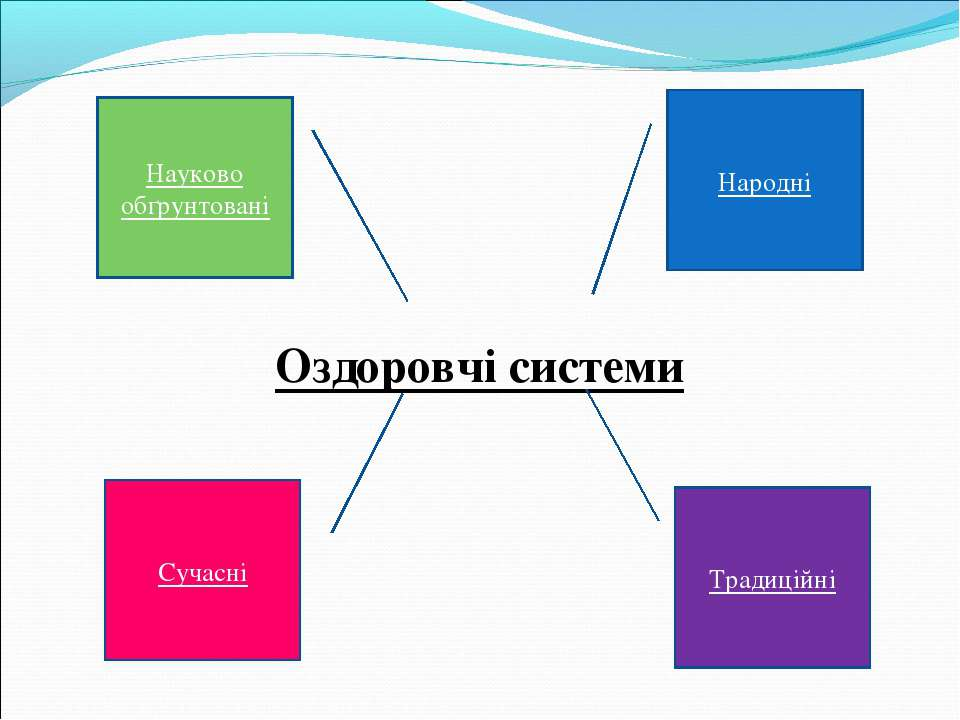 Науково
обґрунтовані
Народні
Оздоровчі системи
Сучасні
Традиційні